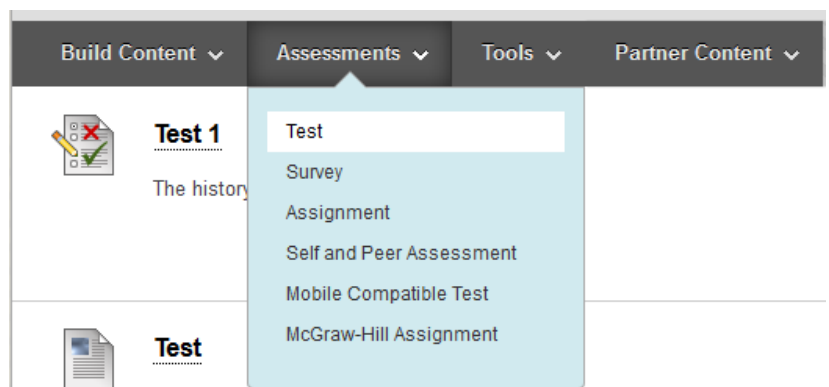 Build Content Assessments Tools Partner Content
Test 1
The history
Test
Survey
Assignment
Self and Peer Assessment
Mobile Compatible Test
McGraw-Hill Assignment
Test